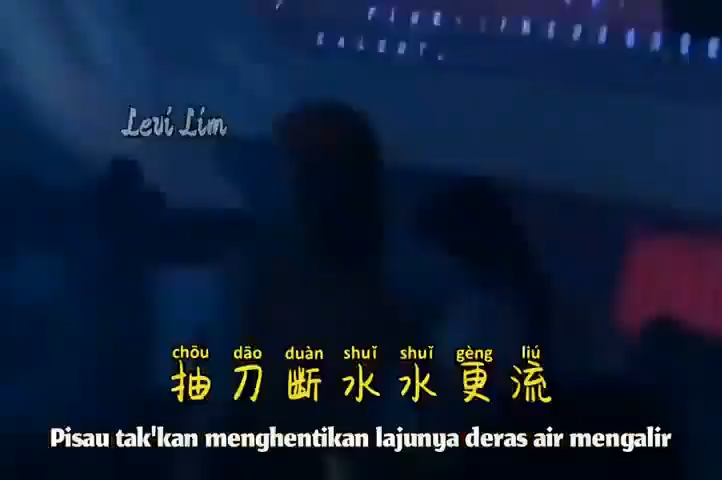 Levi Lim
chōu dāo duàn shuǐ shuǐ gèng liú
抽刀断水水更流
Pisau tak'kan menghentikan lajunya deras air mengalir